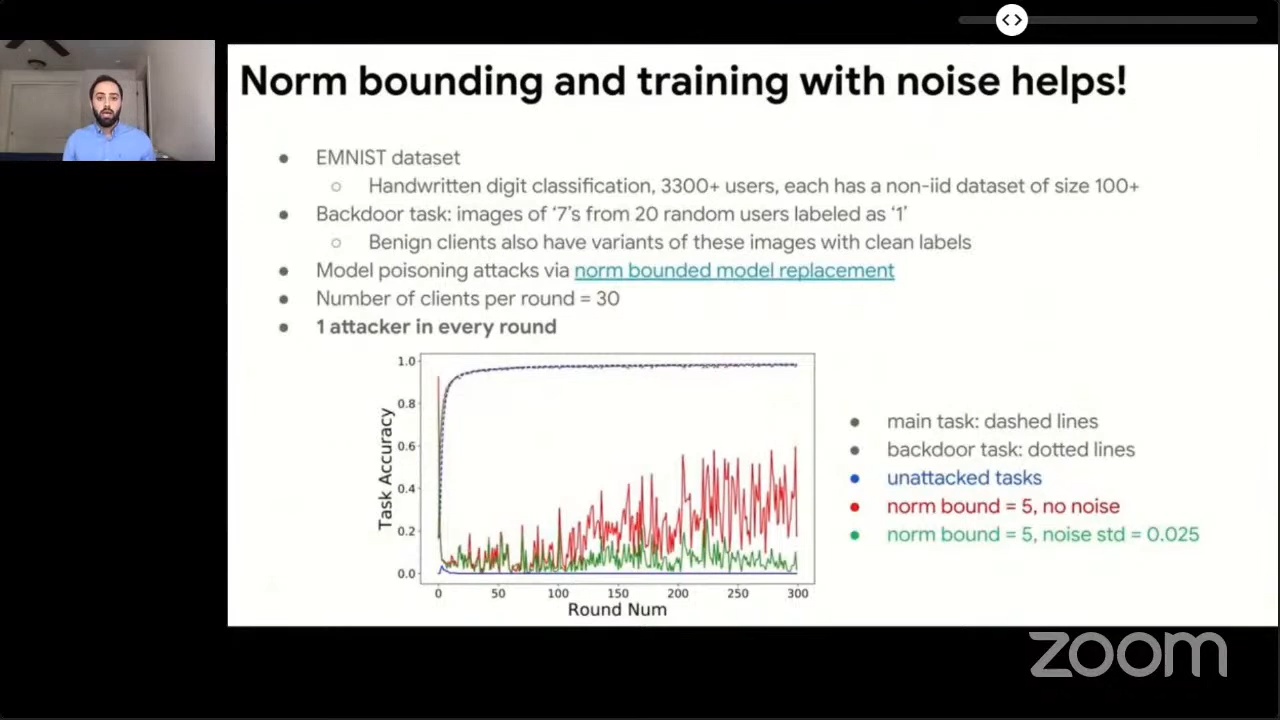 Norm bounding and training with noise helps!
EMNIST dataset
Handwritten digit classification, 3300+ users, each has a non-iid dataset of size 100+
Backdoor task: images of ‘7’s from 20 random users labeled as ‘1’
Benign clients also have variants of these images with clean labels
Model poisoning attacks via norm bounded model replacement
Number of clients per round = 30
1 attacker in every round
1.0
0.8
0.6
0.4
0.2
0.0
Task Accuracy
0 50 100 150 200 250 300
Round Num
main task: dashed lines
backdoor task: dotted lines
unattacked tasks
norm bound = 5, no noise
norm bound = 5, noise std = 0.025
zoom